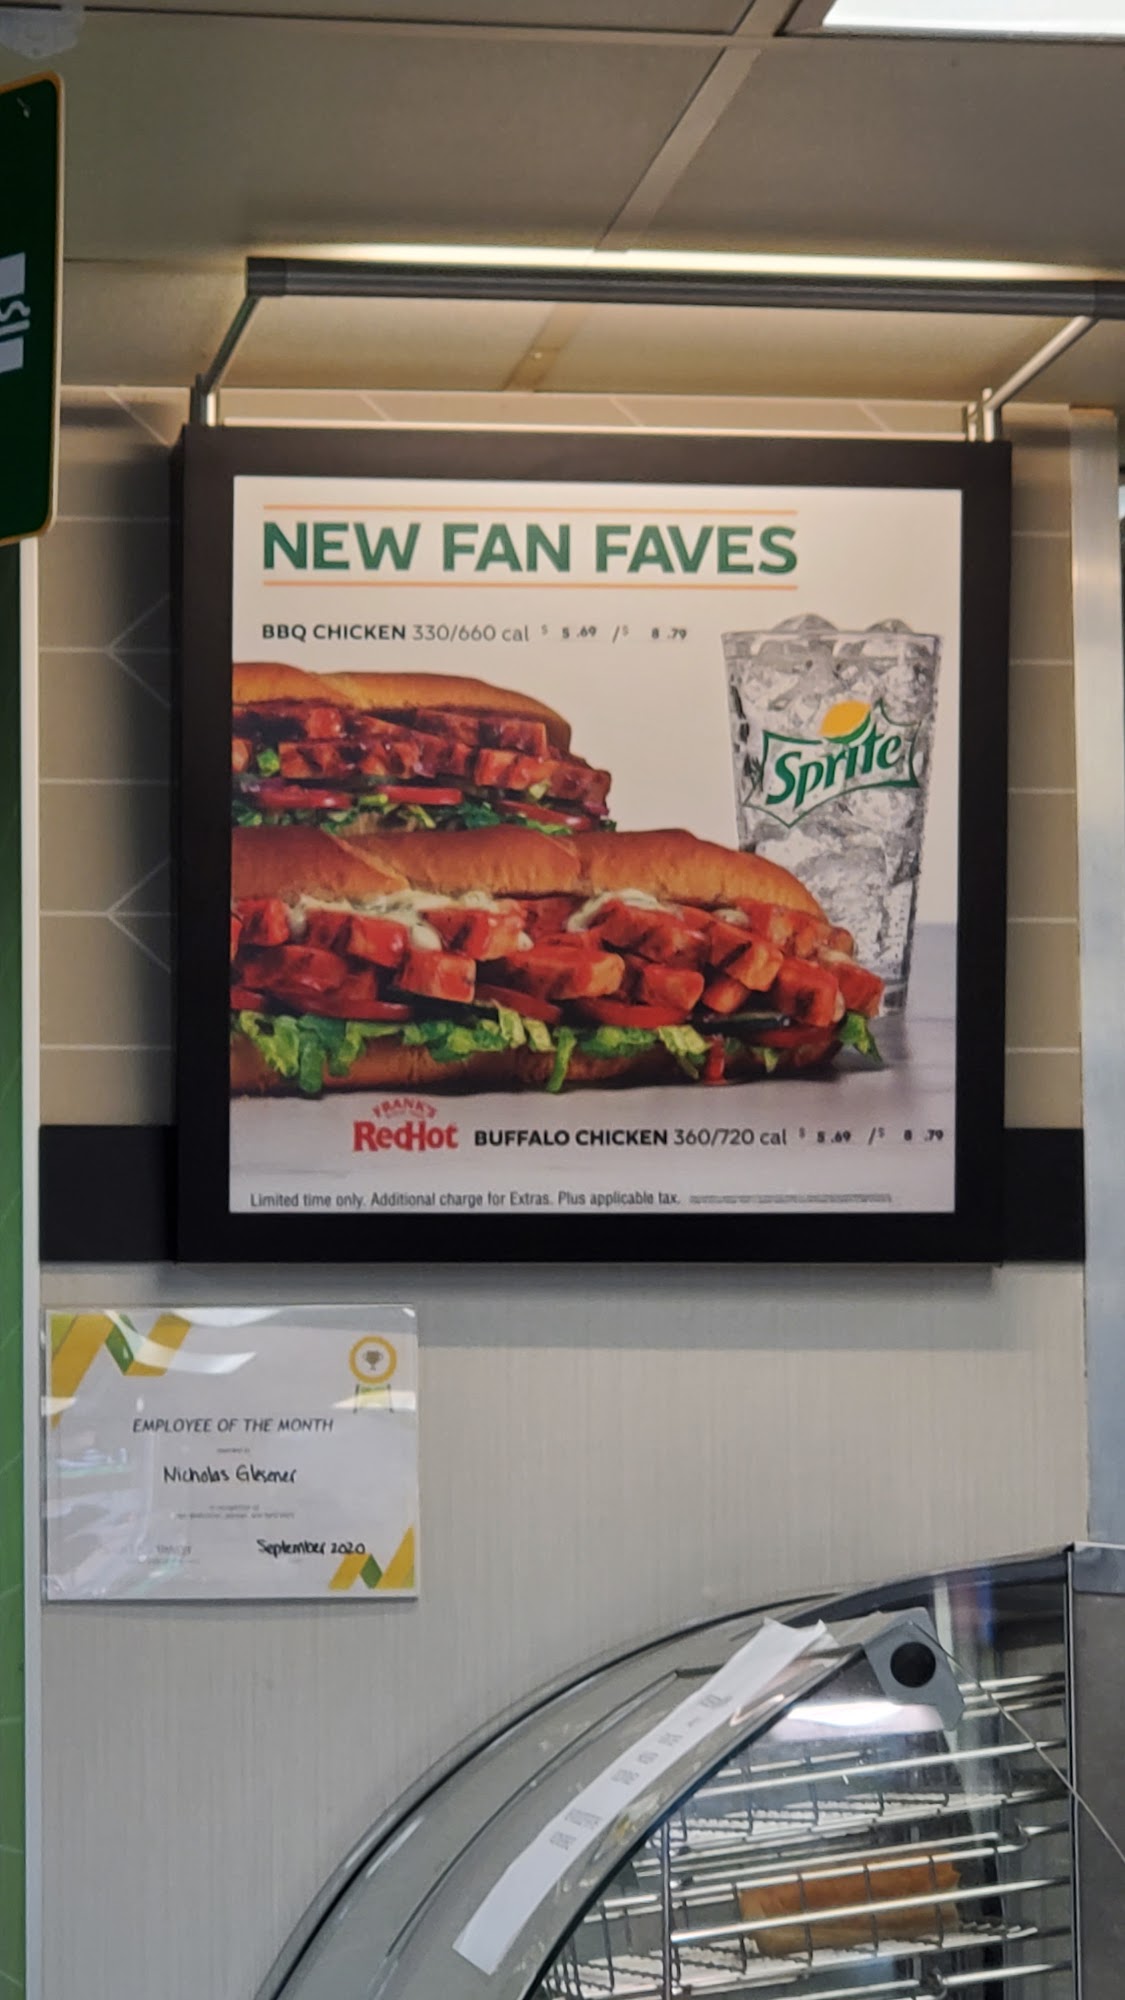 NEW FAN FAVES
BBQ CHICKEN 330/660 cal $ 5.69 /$ 8.79
Sprite
FRANK'S
RedHot BUFFALO CHICKEN 360/720 cal $ 5.69 /$ 8.79
Limited time only. Additional charge for Extras. Plus applicable tax.
EMPLOYEE OF THE MONTH
Nicholas Glesener
September 2020